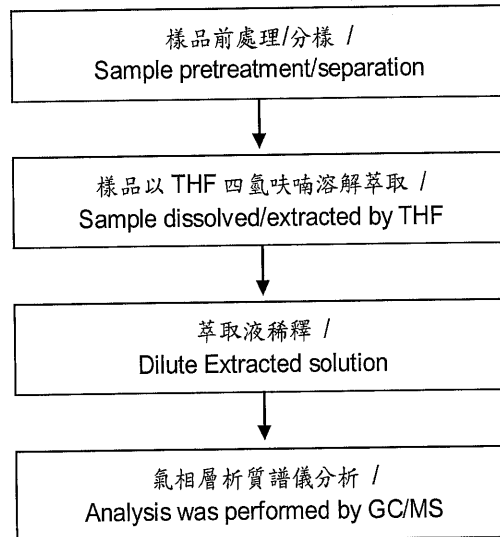 樣品前處理/分樣 /
Sample pretreatment/separation
樣品以 THF 四氫呋喃溶解萃取 /
Sample dissolved/extracted by THF
萃取液稀釋 /
Dilute Extracted solution
氣相層析質譜儀分析 /
Analysis was performed by GC/MS